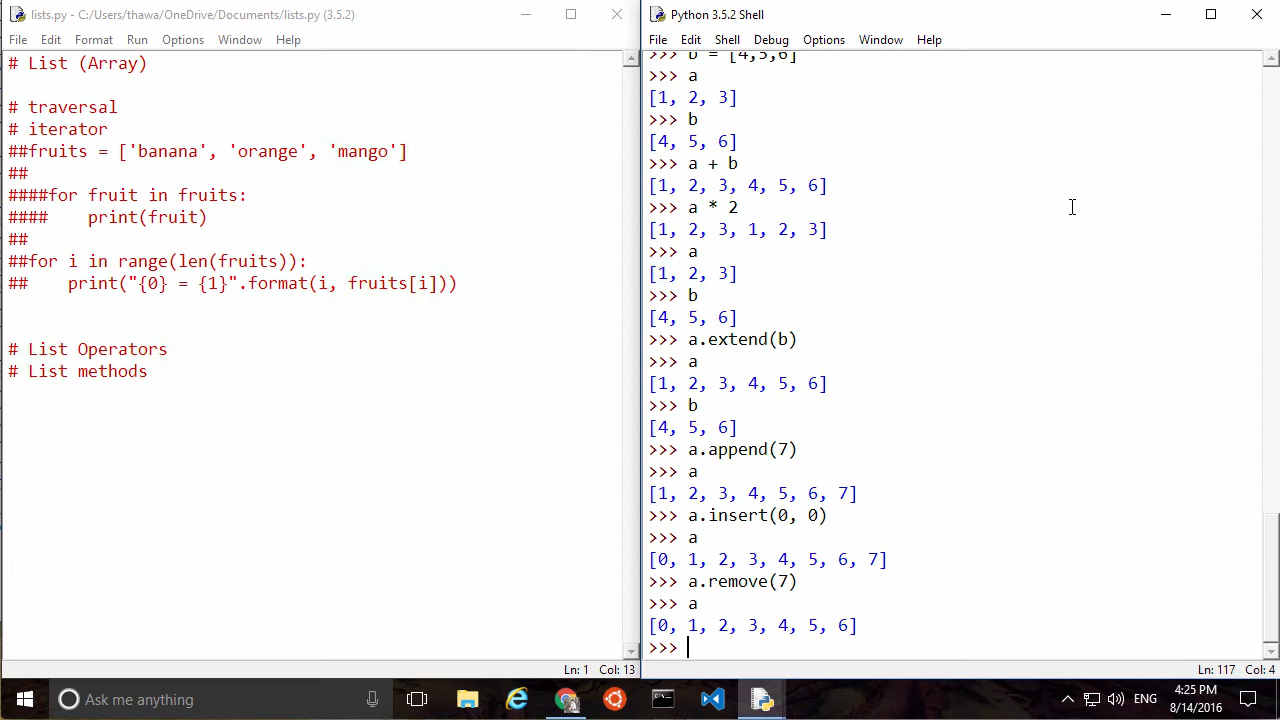 lists.py - C:/Users/thawa/OneDrive/Documents/lists.py (3.5.2)
File Edit Format Run Options Window Help
# List (Array)
# traversal
# iterator
##fruits = ['banana', 'orange', 'mango']
##
####for fruit in fruits:
####    print(fruit)
##
##for i in range(len(fruits)):
##    print("{0} = {1}".format(i, fruits[i]))
# List Operators
# List methods
Ln: 1 Col: 13
Python 3.5.2 Shell
File Edit Shell Debug Options Window Help
>>> b = [4,5,6]
>>> a
[1, 2, 3]
>>> b
[4, 5, 6]
>>> a + b
[1, 2, 3, 4, 5, 6]
>>> a * 2
[1, 2, 3, 1, 2, 3]
>>> a
[1, 2, 3]
>>> b
[4, 5, 6]
>>> a.extend(b)
>>> a
[1, 2, 3, 4, 5, 6]
>>> b
[4, 5, 6]
>>> a.append(7)
>>> a
[1, 2, 3, 4, 5, 6, 7]
>>> a.insert(0, 0)
>>> a
[0, 1, 2, 3, 4, 5, 6, 7]
>>> a.remove(7)
>>> a
[0, 1, 2, 3, 4, 5, 6]
>>>
Ln: 117 Col: 4
Ask me anything
ENG
4:25 PM
8/14/2016